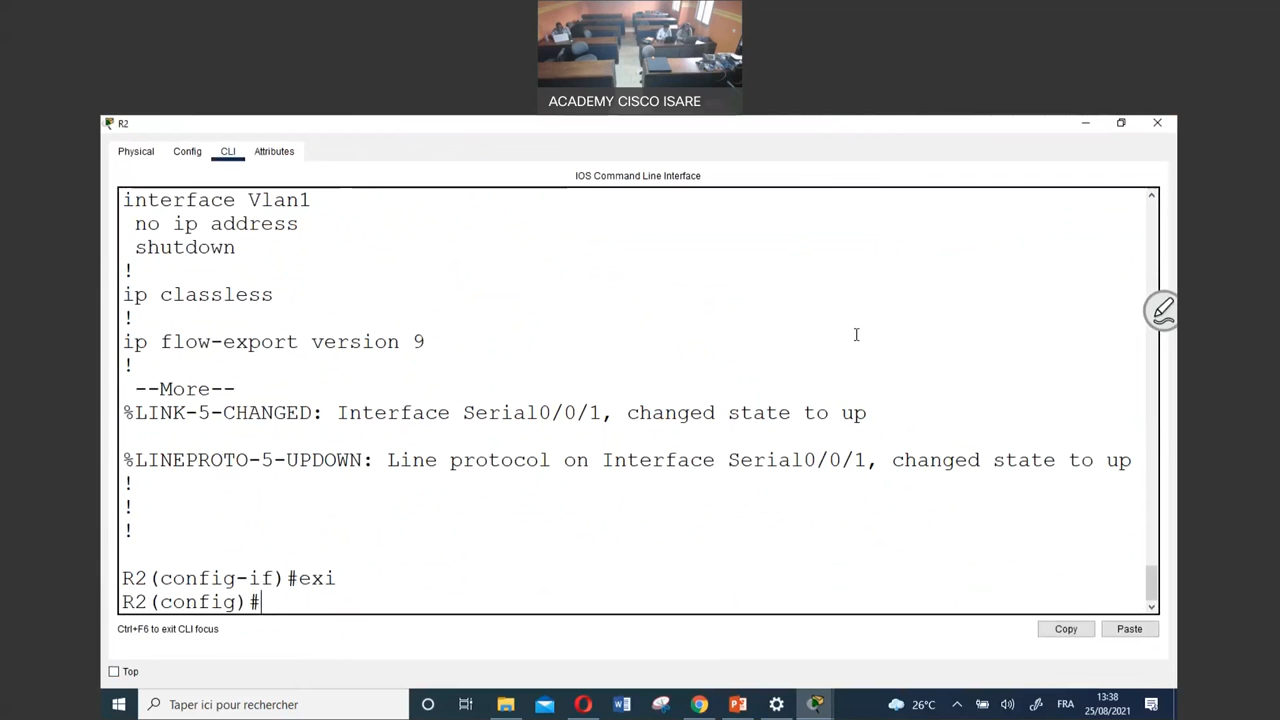 ACADEMY CISCO ISARE
R2
Physical Config CLI Attributes
IOS Command Line Interface
interface Vlan1
no ip address
shutdown
!
ip classless
!
ip flow-export version 9
!
--More--
%LINK-5-CHANGED: Interface Serial0/0/1, changed state to up
%LINEPROTO-5-UPDOWN: Line protocol on Interface Serial0/0/1, changed state to up
!
!
!
R2(config-if)#exi
R2(config)#
Ctrl+F6 to exit CLI focus
Copy Paste
Top
Taper ici pour rechercher
26°C
FRA
13:38
25/08/2021